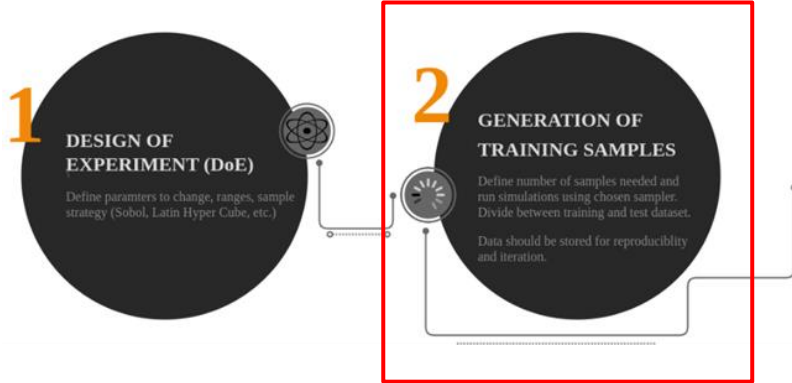 1
DESIGN OF
EXPERIMENT (DoE)
Define paramters to change, ranges, sample
strategy (Sobol, Latin Hyper Cube, etc.)
2
GENERATION OF
TRAINING SAMPLES
Define number of samples needed and
run simulations using chosen sampler.
Divide between training and test dataset.
Data should be stored for reproduciblity
and iteration.